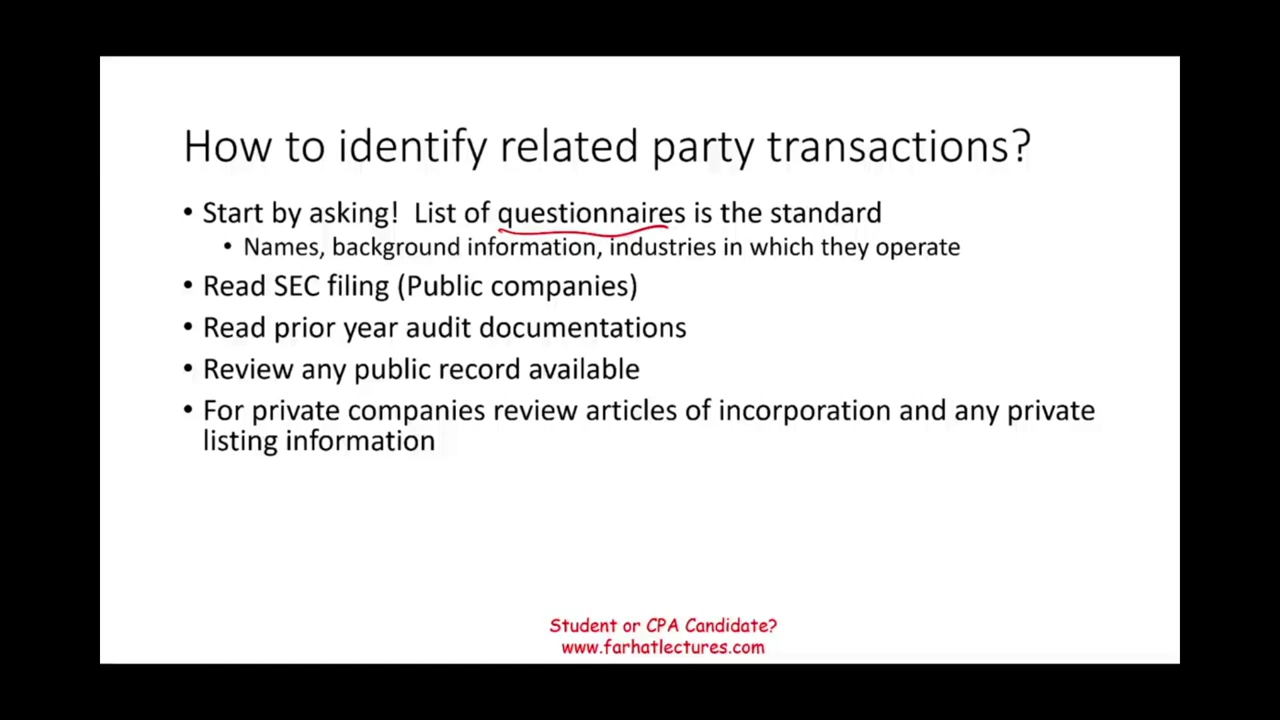 How to identify related party transactions?
• Start by asking!  List of questionnaires is the standard
• Names, background information, industries in which they operate
• Read SEC filing (Public companies)
• Read prior year audit documentations
• Review any public record available
• For private companies review articles of incorporation and any private
listing information
Student or CPA Candidate?
www.farhatlectures.com